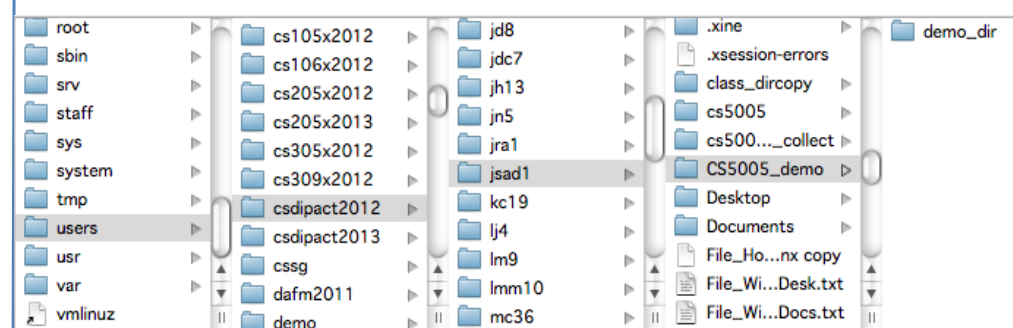 root
sbin
srv
staff
sys
system
tmp
users
usr
var
vmlinuz
cs105x2012
cs106x2012
cs205x2012
cs205x2013
cs305x2012
cs309x2012
csdipact2012
csdipact2013
cssg
dafm2011
demo
jd8
jdc7
jh13
jn5
jra1
jsad1
kc19
lj4
lm9
lmm10
mc36
.xine
.xsession-errors
class_dircopy
cs5005
cs500..._collect
CS5005_demo
Desktop
Documents
File_Ho...nx copy
File_Wi...Desk.txt
File_Wi...Docs.txt
demo_dir